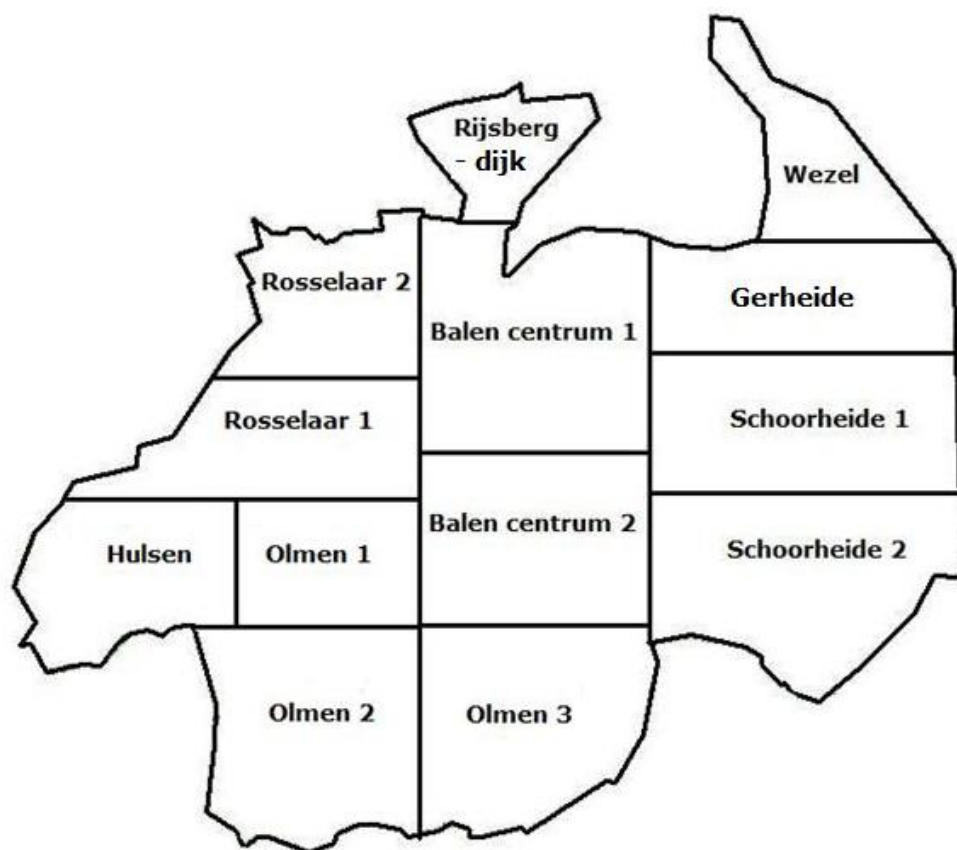 Rijsberg
- dijk
Wezel
Rosselaar 2
Gerheide
Balen centrum 1
Rosselaar 1
Schoorheide 1
Balen centrum 2
Hulsen
Olmen 1
Schoorheide 2
Olmen 2
Olmen 3